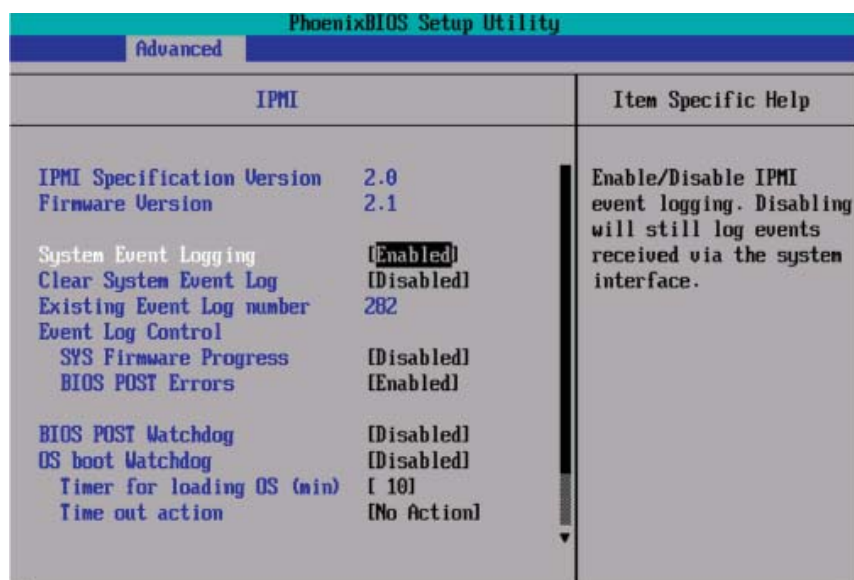 PhoenixBIOS Setup Utility
Advanced
IPMI
IPMI Specification Version 2.0
Firmware Version 2.1
System Event Logging [Enabled]
Clear System Event Log [Disabled]
Existing Event Log number 282
Event Log Control
SYS Firmware Progress [Disabled]
BIOS POST Errors [Enabled]
BIOS POST Watchdog [Disabled]
OS boot Watchdog [Disabled]
Timer for loading OS (min) [ 10]
Time out action [No Action]
Item Specific Help
Enable/Disable IPMI
event logging. Disabling
will still log events
received via the system
interface.